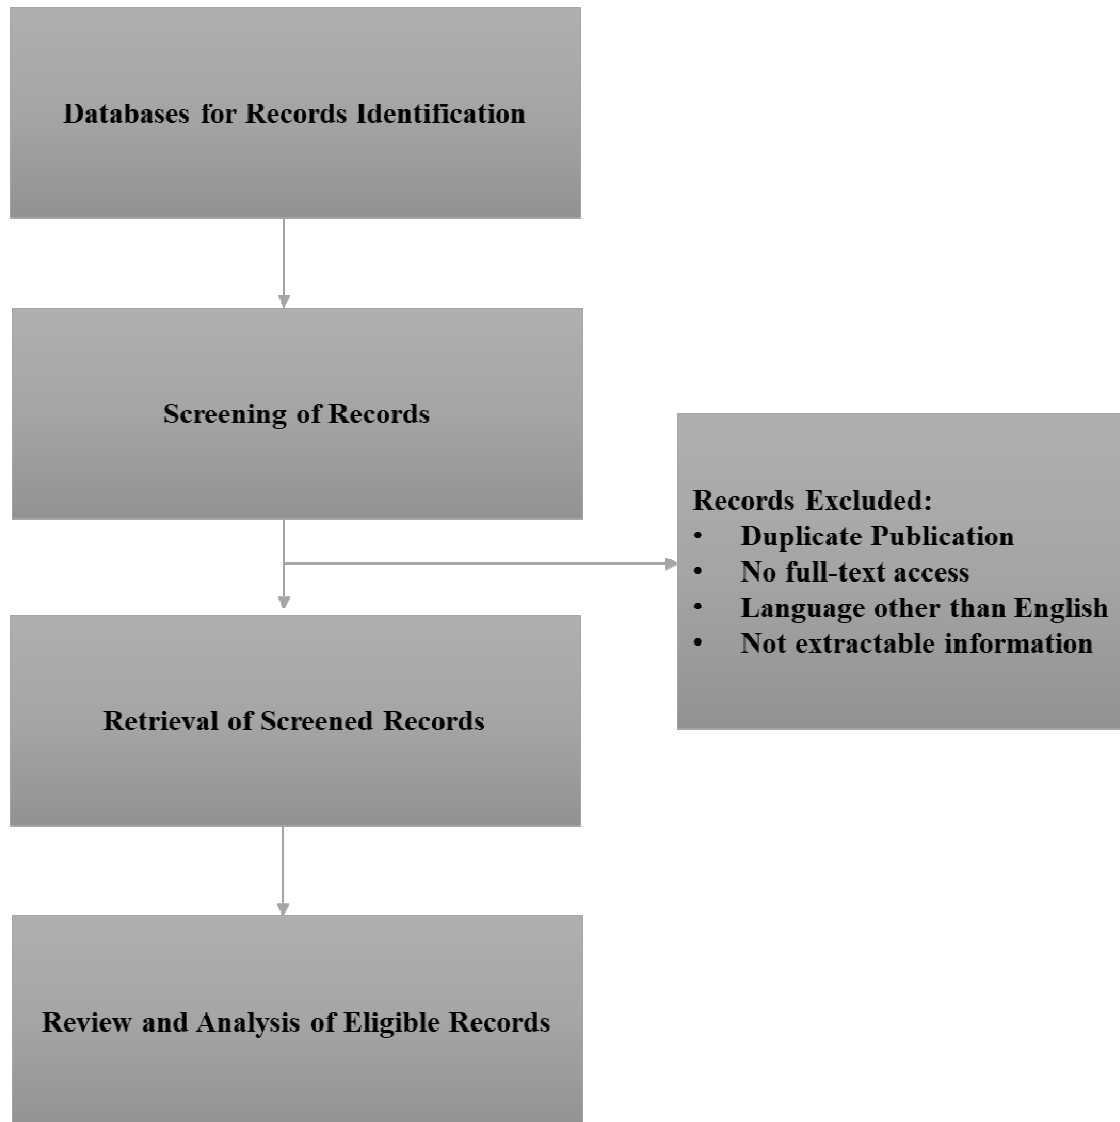 Databases for Records Identification
Screening of Records
Records Excluded:
• Duplicate Publication
• No full-text access
• Language other than English
• Not extractable information
Retrieval of Screened Records
Review and Analysis of Eligible Records